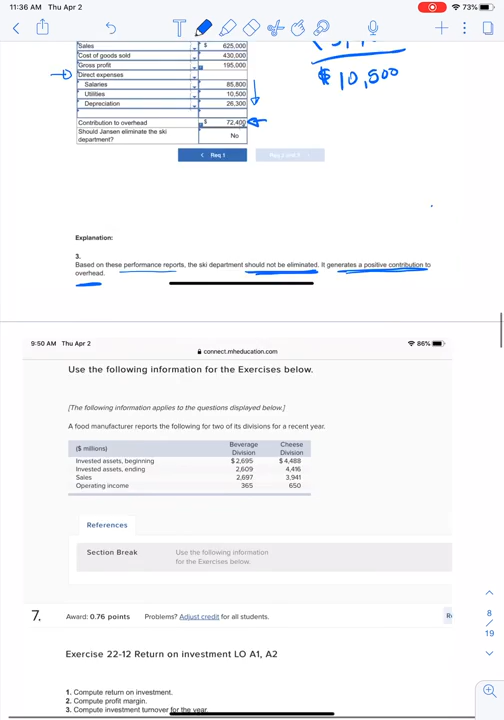 11:36 AM Thu Apr 2
73%
Sales $ 625,000
Cost of goods sold 430,000
Gross profit 195,000
Direct expenses
Salaries 85,800
Utilities 10,500
Depreciation 26,300
Contribution to overhead $ 72,400
Should Jansen eliminate the ski department? No
$ 10,500
< Req 1
Explanation:
3.
Based on these performance reports, the ski department should not be eliminated. It generates a positive contribution to
overhead.
9:50 AM Thu Apr 2
86%
connect.mheducation.com
Use the following information for the Exercises below.
[The following information applies to the questions displayed below.]
A food manufacturer reports the following for two of its divisions for a recent year.
($ millions) Beverage Division Cheese Division
Invested assets, beginning $ 2,695 $ 4,488
Invested assets, ending 2,609 4,416
Sales 2,697 3,941
Operating income 365 650
References
Section Break Use the following information
for the Exercises below.
8
/
19
7. Award: 0.76 points Problems? Adjust credit for all students.
Exercise 22-12 Return on investment LO A1, A2
1. Compute return on investment.
2. Compute profit margin.
3. Compute investment turnover for the year.